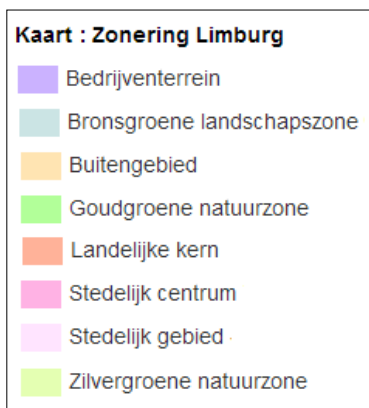 Kaart : Zonering Limburg
Bedrijventerrein
Bronsgroene landschapszone
Buitengebied
Goudgroene natuurzone
Landelijke kern
Stedelijk centrum
Stedelijk gebied
Zilvergroene natuurzone